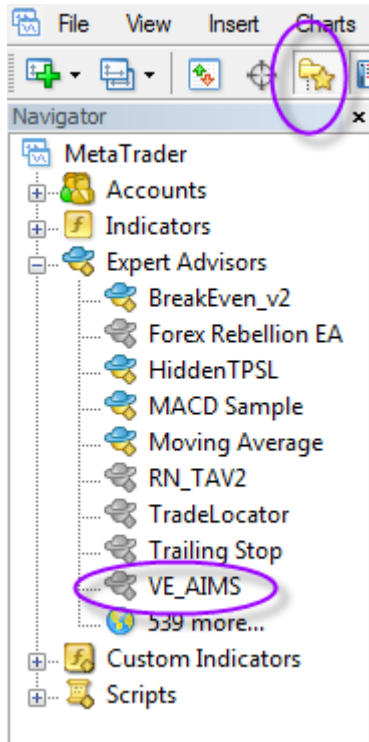 File View Insert Charts
Navigator x
MetaTrader
Accounts
Indicators
Expert Advisors
BreakEven_v2
Forex Rebellion EA
HiddenTPSL
MACD Sample
Moving Average
RN_TAV2
TradeLocator
Trailing Stop
VE_AIMS
539 more...
Custom Indicators
Scripts